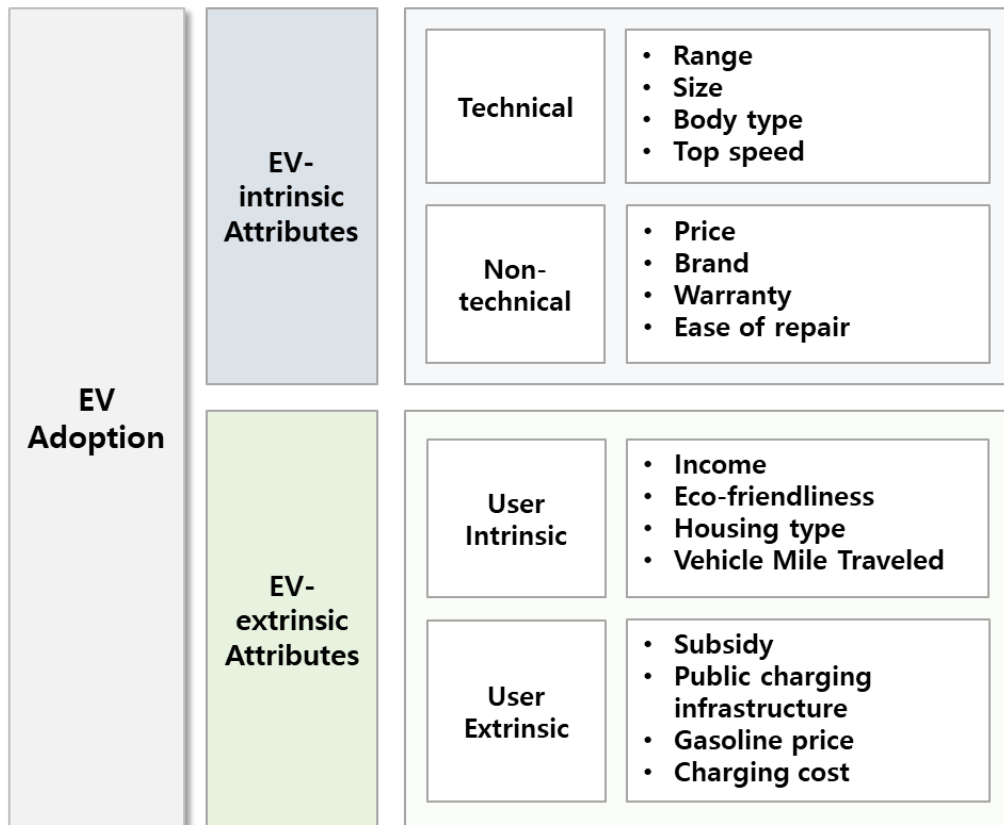 EV
Adoption
EV-
intrinsic
Attributes
Technical
• Range
• Size
• Body type
• Top speed
Non-
technical
• Price
• Brand
• Warranty
• Ease of repair
EV-
extrinsic
Attributes
User
Intrinsic
• Income
• Eco-friendliness
• Housing type
• Vehicle Mile Traveled
User
Extrinsic
• Subsidy
• Public charging
infrastructure
• Gasoline price
• Charging cost